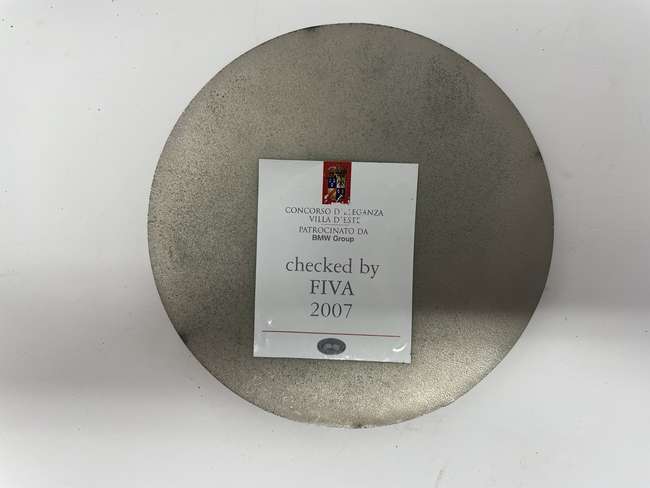 CONCORSO D'ELEGANZA
VILLA D'ESTE
PATROCINATO DA
BMW Group
checked by
FIVA
2007